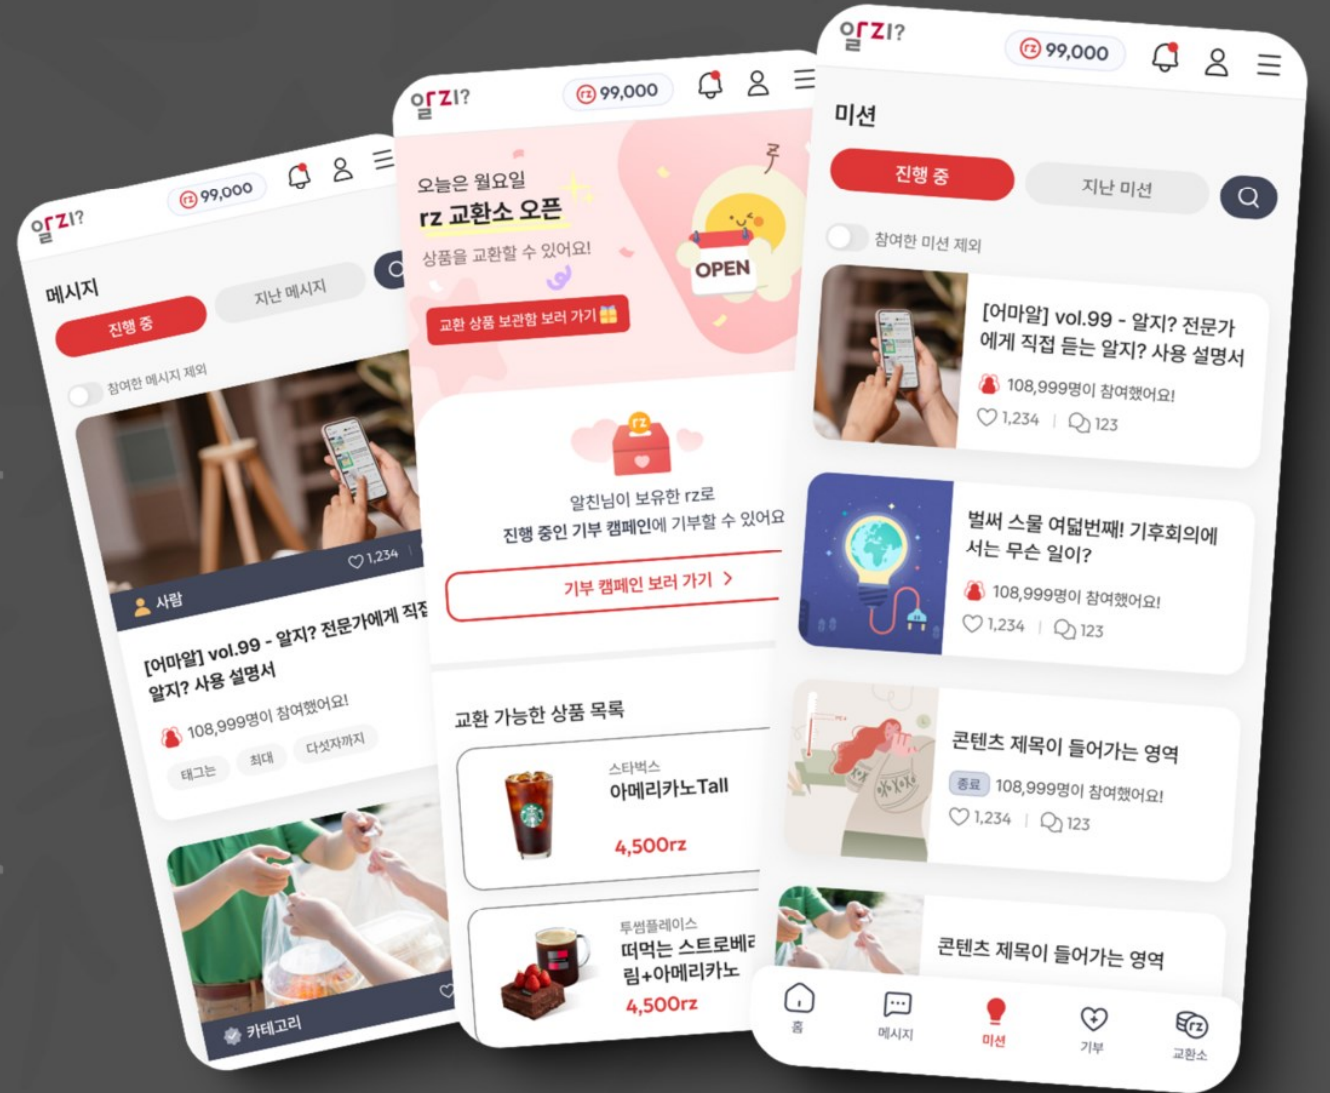 알rzI?
99,000
메시지
진행 중
지난 메시지
참여한 메시지 제외
1,234
사람
[어마알] vol.99 - 알지? 전문가에게 직접
알지? 사용 설명서
108,999명이 참여했어요!
태그는
최대
다섯자까지
카테고리
알rzI?
99,000
오늘은 월요일
rz 교환소 오픈
상품을 교환할 수 있어요!
교환 상품 보관함 보러 가기
OPEN
rz
알친님이 보유한 rz로
진행 중인 기부 캠페인에 기부할 수 있어요
기부 캠페인 보러 가기 >
교환 가능한 상품 목록
스타벅스
아메리카노Tall
4,500rz
투썸플레이스
떠먹는 스트로베리
림+아메리카노
4,500rz
알rzI?
99,000
미션
진행 중
지난 미션
참여한 미션 제외
[어마알] vol.99 - 알지? 전문가
에게 직접 듣는 알지? 사용 설명서
108,999명이 참여했어요!
1,234 | 123
벌써 스물 여덟번째! 기후회의에
서는 무슨 일이?
108,999명이 참여했어요!
1,234 | 123
콘텐츠 제목이 들어가는 영역
종료 108,999명이 참여했어요!
1,234 | 123
콘텐츠 제목이 들어가는 영역
홈
메시지
미션
기부
교환소